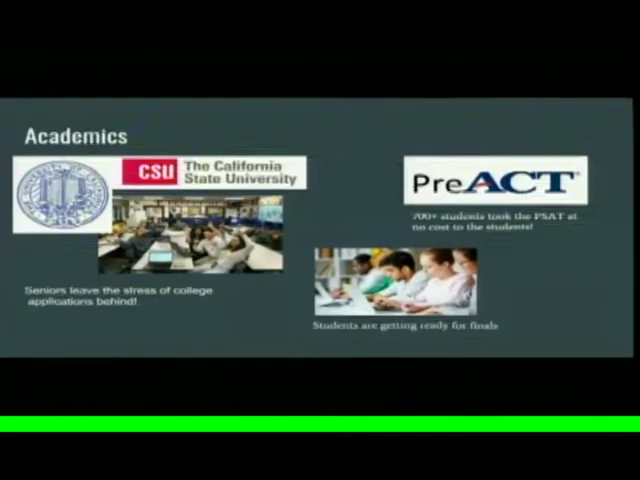 Academics
CSU The California
State University
PreACT
700+ students took the PSAT at
no cost to the students!
Seniors leave the stress of college
applications behind!
Students are getting ready for finals